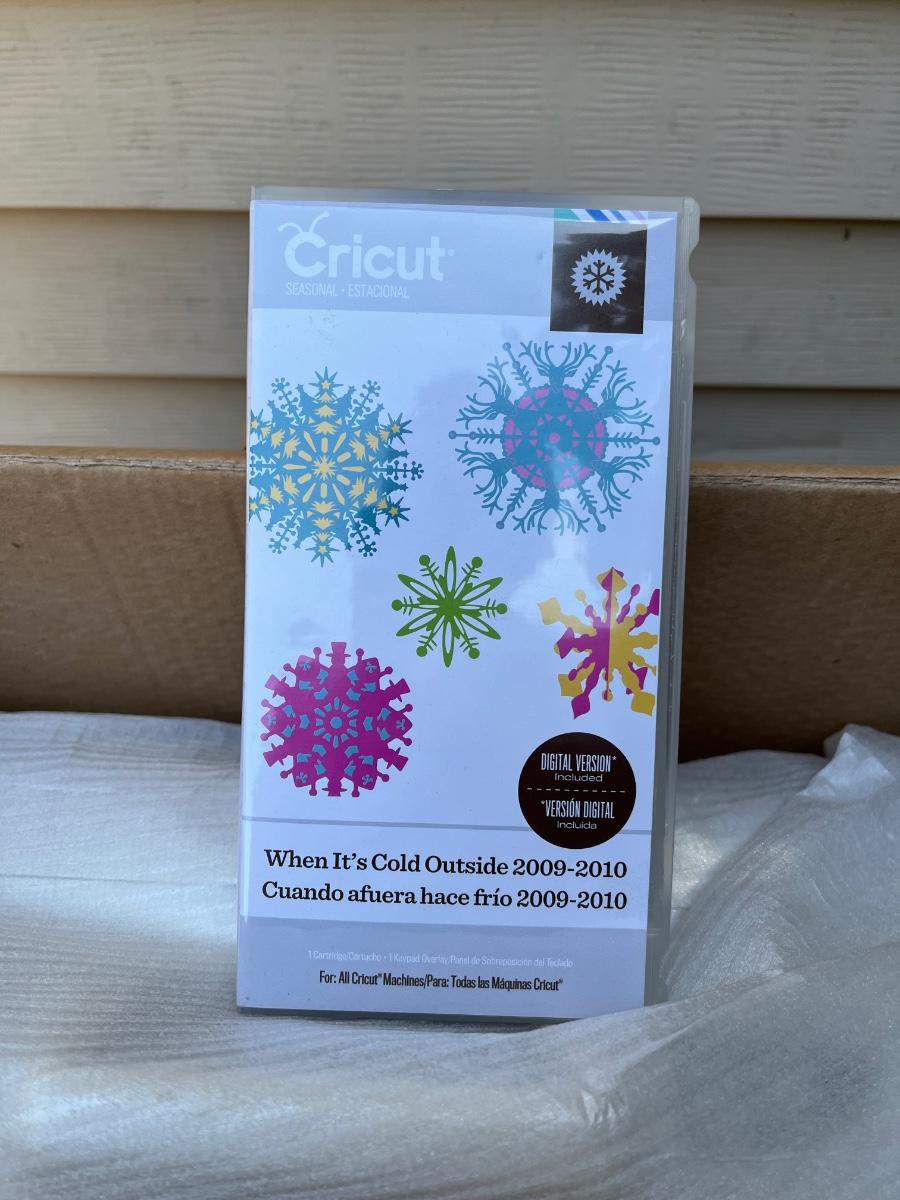 Cricut®
SEASONAL • ESTACIONAL
DIGITAL VERSION*
Included
*VERSIÓN DIGITAL
Incluida
When It's Cold Outside 2009-2010
Cuando afuera hace frío 2009-2010
1 Cartridge/Cartucho • 1 Keypad Overlay/Panel de Sobreposición del Teclado
For: All Cricut® Machines/Para: Todas las Máquinas Cricut®